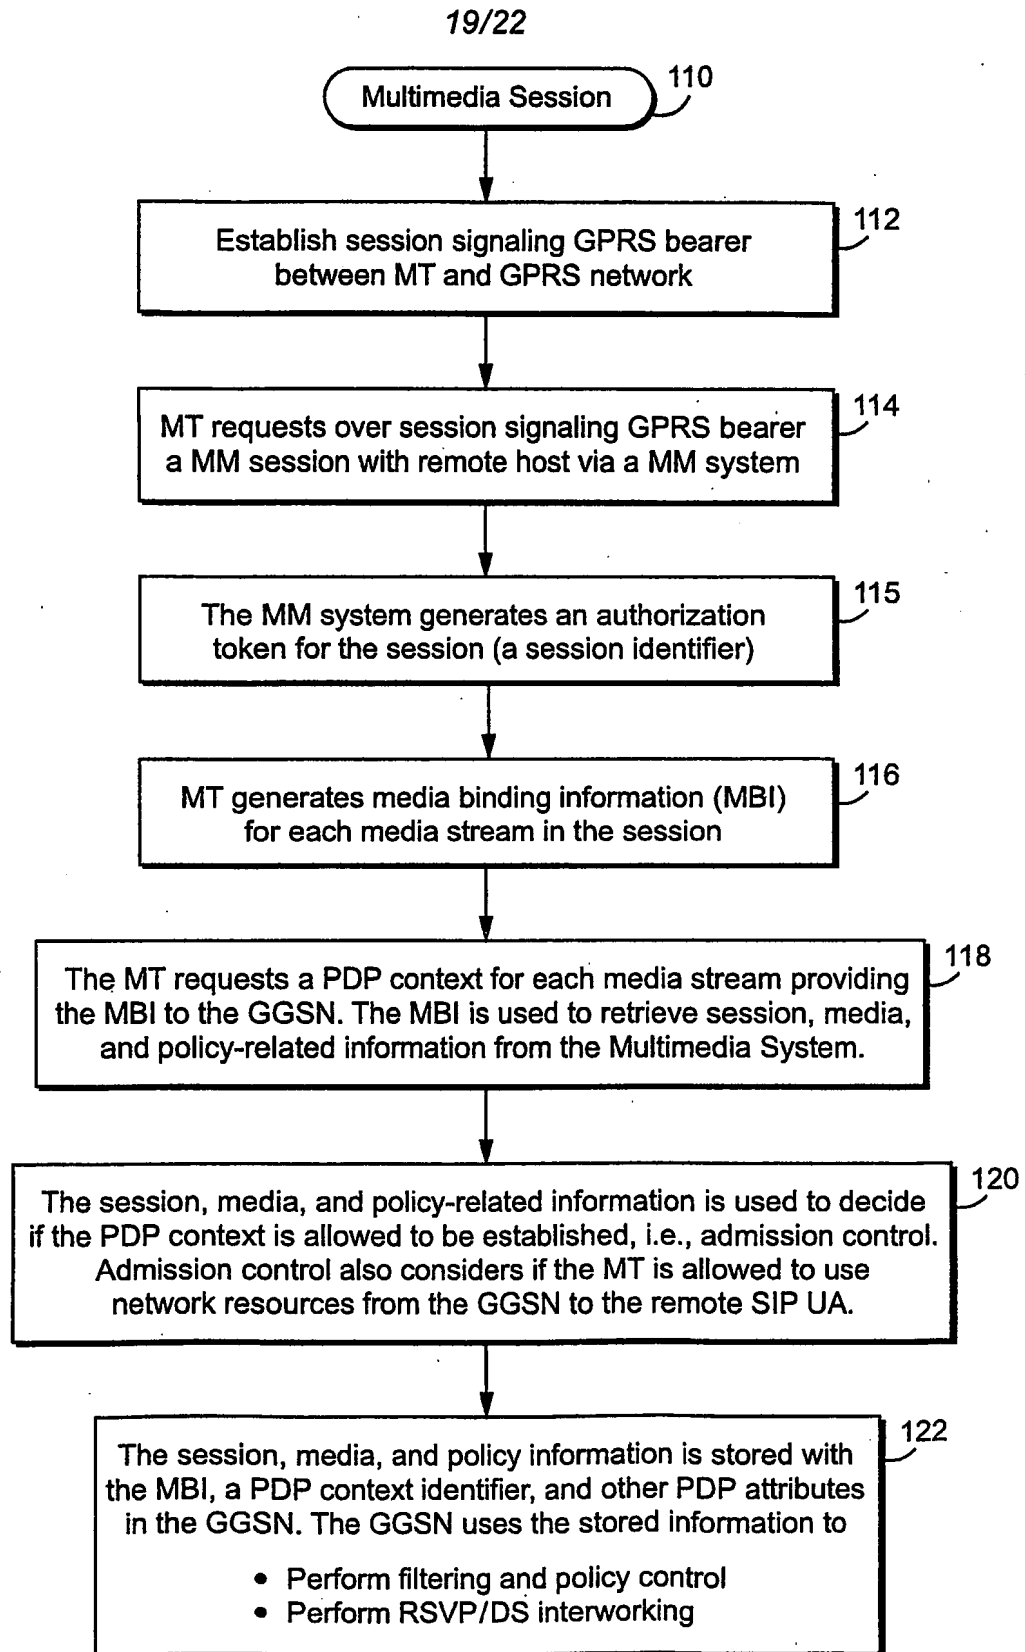 19/22
Multimedia Session
110
Establish session signaling GPRS bearer
between MT and GPRS network
112
MT requests over session signaling GPRS bearer
a MM session with remote host via a MM system
114
The MM system generates an authorization
token for the session (a session identifier)
115
MT generates media binding information (MBI)
for each media stream in the session
116
The MT requests a PDP context for each media stream providing
the MBI to the GGSN. The MBI is used to retrieve session, media,
and policy-related information from the Multimedia System.
118
The session, media, and policy-related information is used to decide
if the PDP context is allowed to be established, i.e., admission control.
Admission control also considers if the MT is allowed to use
network resources from the GGSN to the remote SIP UA.
120
The session, media, and policy information is stored with
the MBI, a PDP context identifier, and other PDP attributes
in the GGSN. The GGSN uses the stored information to
• Perform filtering and policy control
• Perform RSVP/DS interworking
122